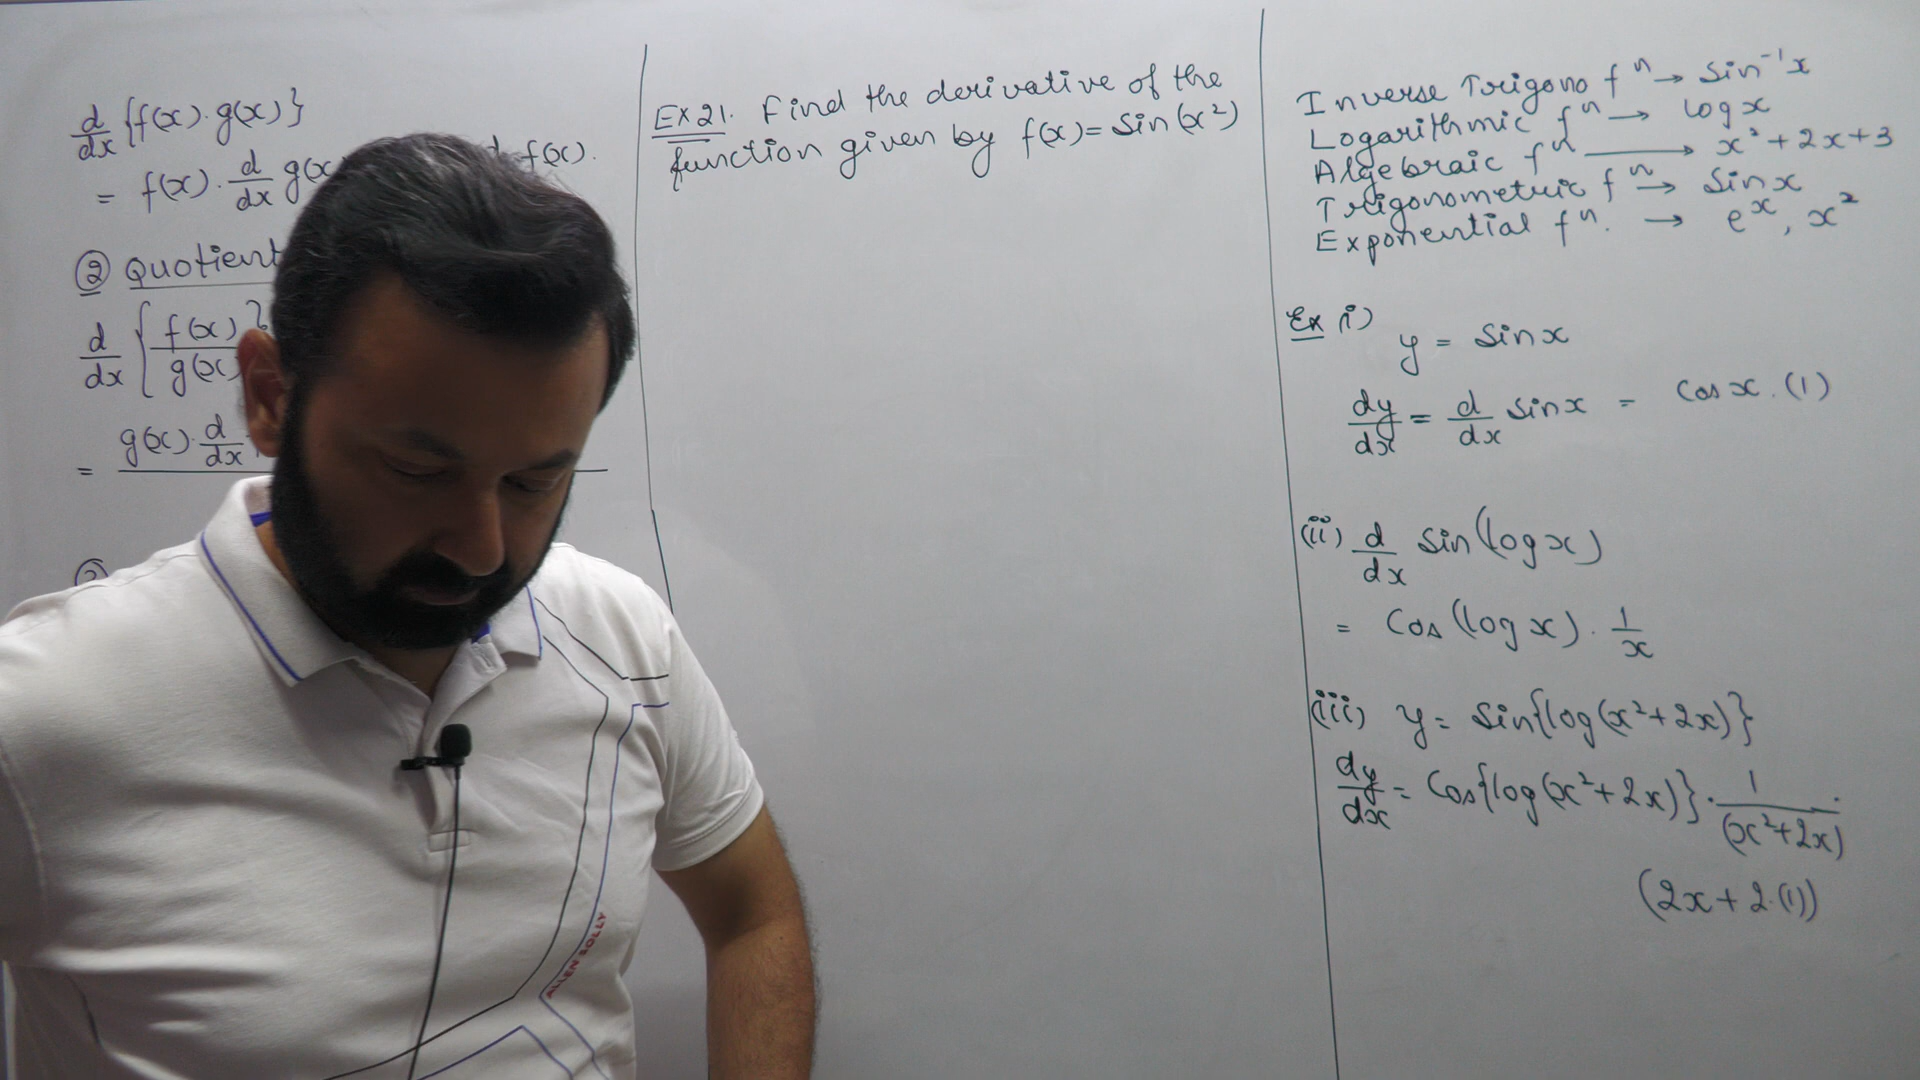 d/dx {f(x)·g(x)}
= f(x)· d/dx g(x) f(x).
② Quotient
d/dx { f(x) / g(x) }
= g(x)· d/dx
Ex 21. Find the derivative of the
function given by f(x) = Sin(x²)
Inverse Trigono fⁿ → Sin⁻¹x
Logarithmic fⁿ → log x
Algebraic fⁿ → x² + 2x + 3
Trigonometric fⁿ → Sin x
Exponential fⁿ. → eˣ, x²
Ex i)
y = Sin x
dy/dx = d/dx Sin x = Cos x. (1)
(ii) d/dx Sin (log x)
= Cos (log x) · 1/x
(iii) y = Sin{log(x² + 2x)}
dy/dx = Cos{log(x² + 2x)} · 1/(x² + 2x) ·
(2x + 2·(1))
ALLEN SOLLY